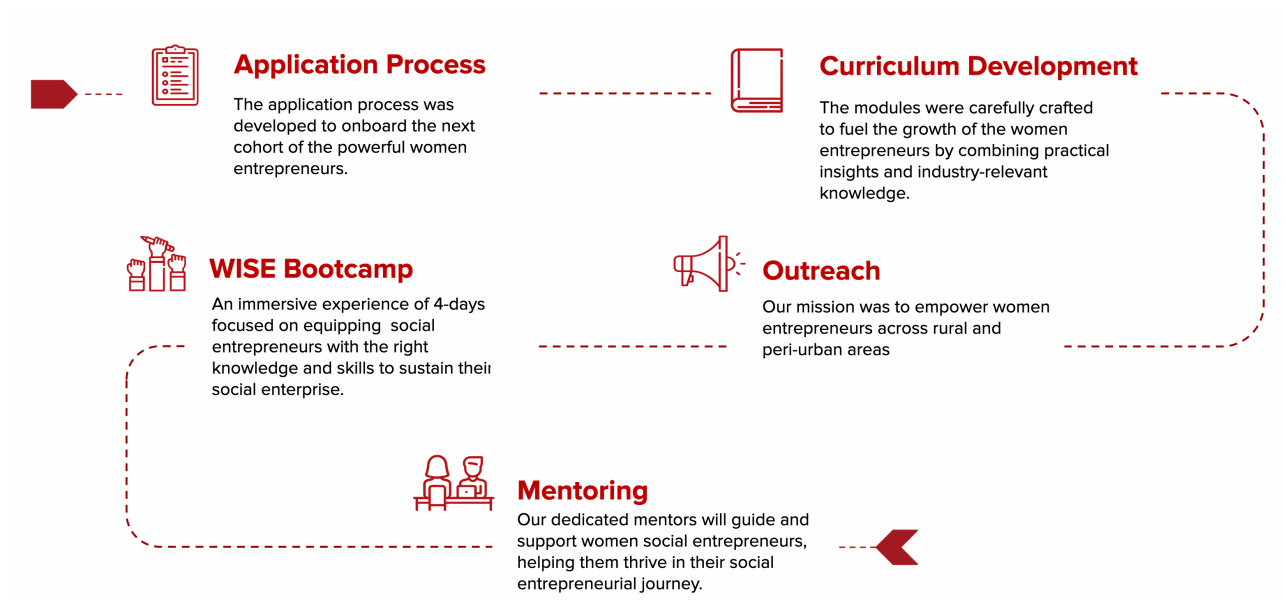 Application Process
The application process was
developed to onboard the next
cohort of the powerful women
entrepreneurs.
Curriculum Development
The modules were carefully crafted
to fuel the growth of the women
entrepreneurs by combining practical
insights and industry-relevant
knowledge.
Outreach
Our mission was to empower women
entrepreneurs across rural and
peri-urban areas
WISE Bootcamp
An immersive experience of 4-days
focused on equipping  social
entrepreneurs with the right
knowledge and skills to sustain their
social enterprise.
Mentoring
Our dedicated mentors will guide and
support women social entrepreneurs,
helping them thrive in their social
entrepreneurial journey.